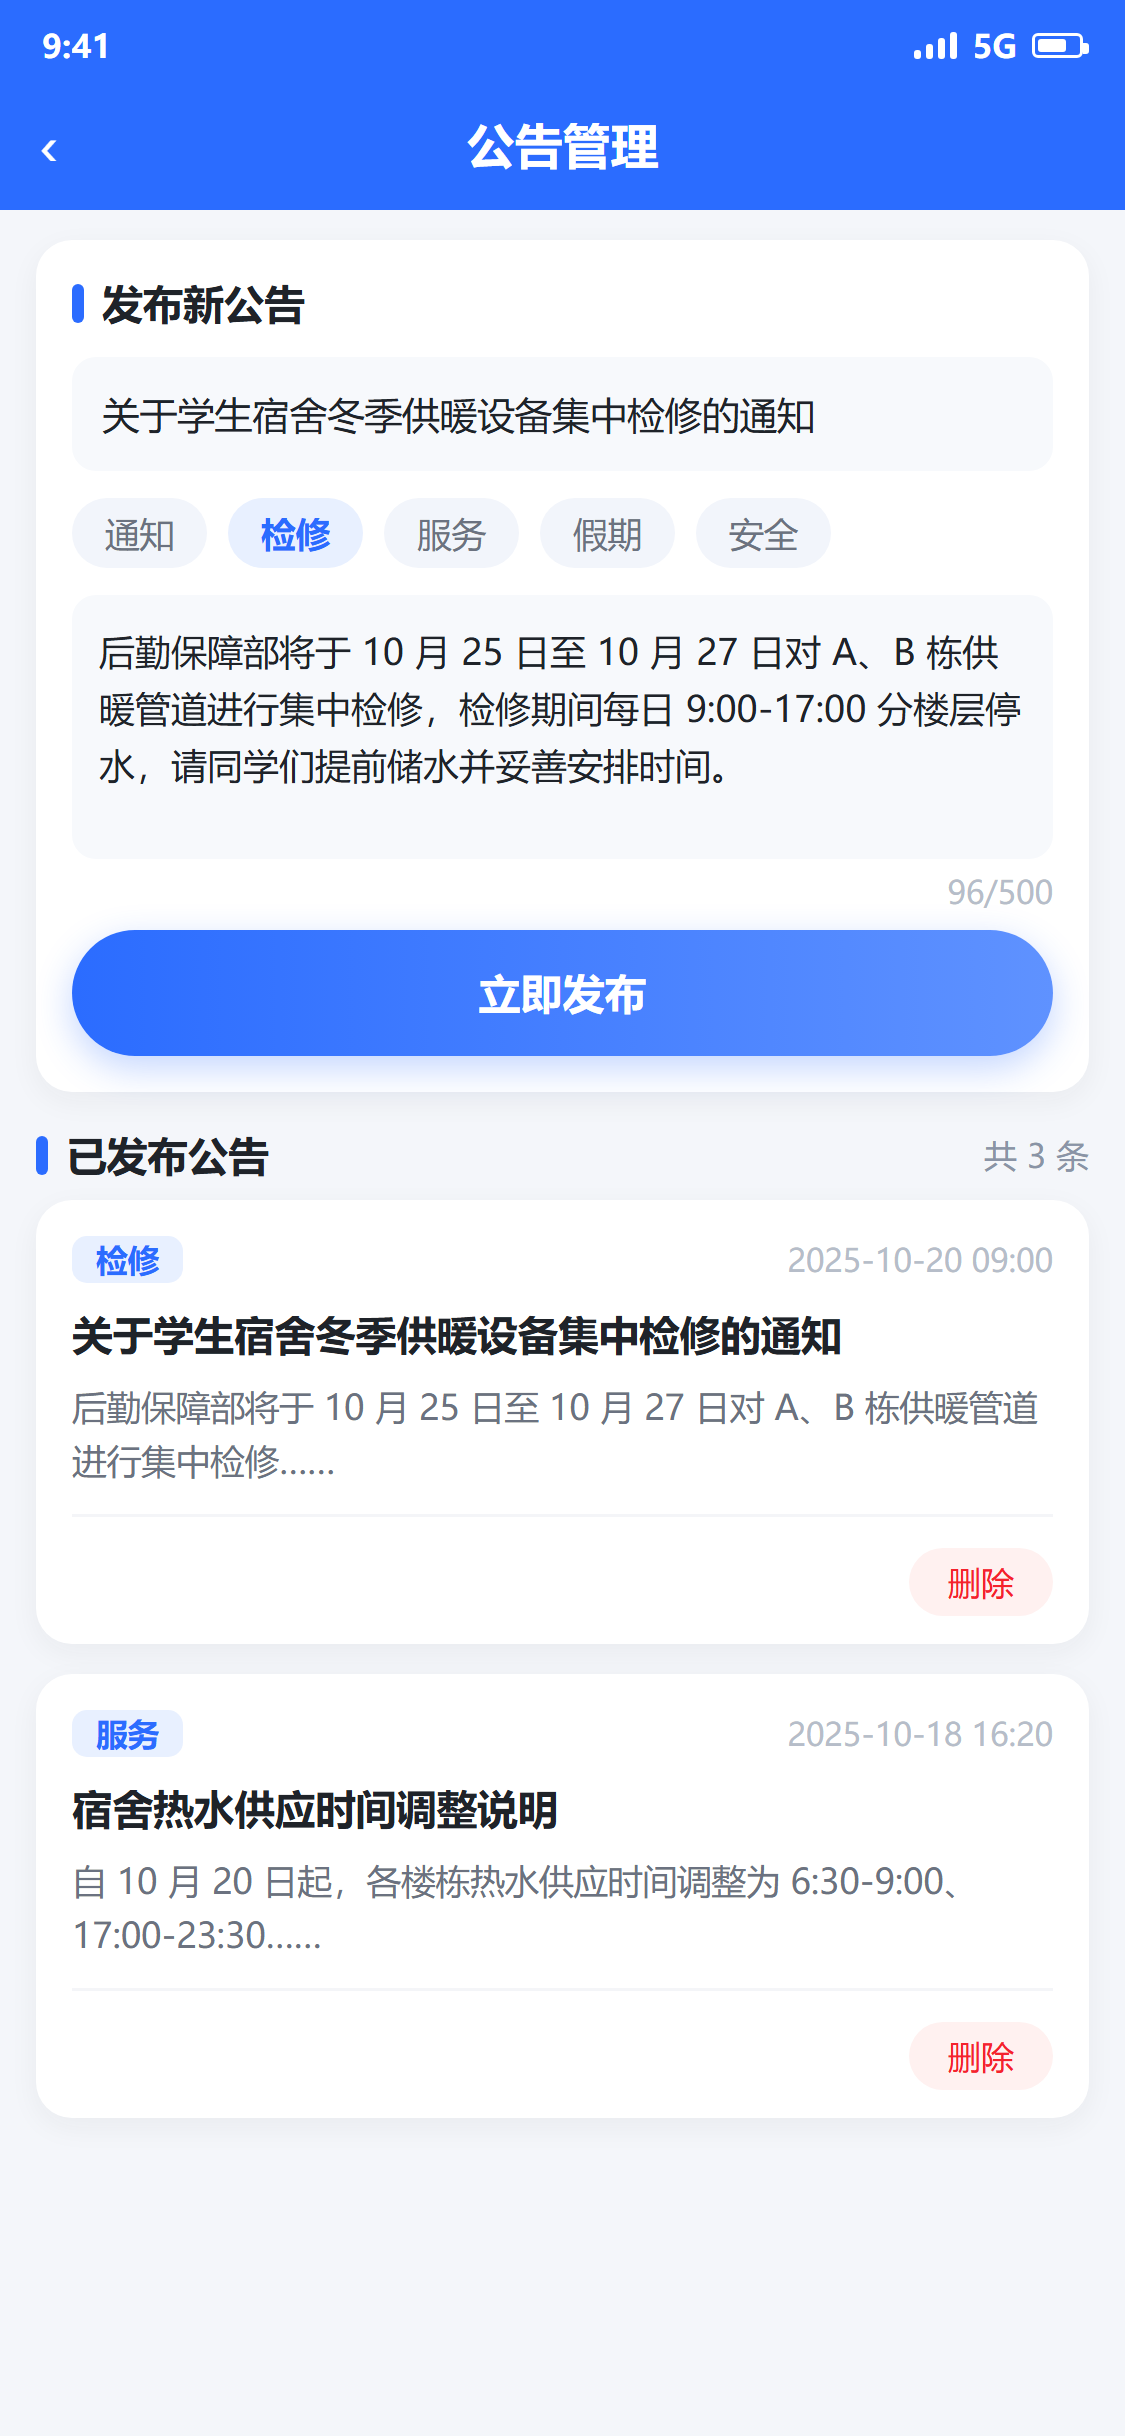 9:41
5G
‹
公告管理
发布新公告
关于学生宿舍冬季供暖设备集中检修的通知
通知 检修 服务 假期 安全
后勤保障部将于 10 月 25 日至 10 月 27 日对 A、B 栋供
暖管道进行集中检修，检修期间每日 9:00-17:00 分楼层停
水，请同学们提前储水并妥善安排时间。
96/500
立即发布
已发布公告
共 3 条
检修
2025-10-20 09:00
关于学生宿舍冬季供暖设备集中检修的通知
后勤保障部将于 10 月 25 日至 10 月 27 日对 A、B 栋供暖管道
进行集中检修……
删除
服务
2025-10-18 16:20
宿舍热水供应时间调整说明
自 10 月 20 日起，各楼栋热水供应时间调整为 6:30-9:00、
17:00-23:30……
删除